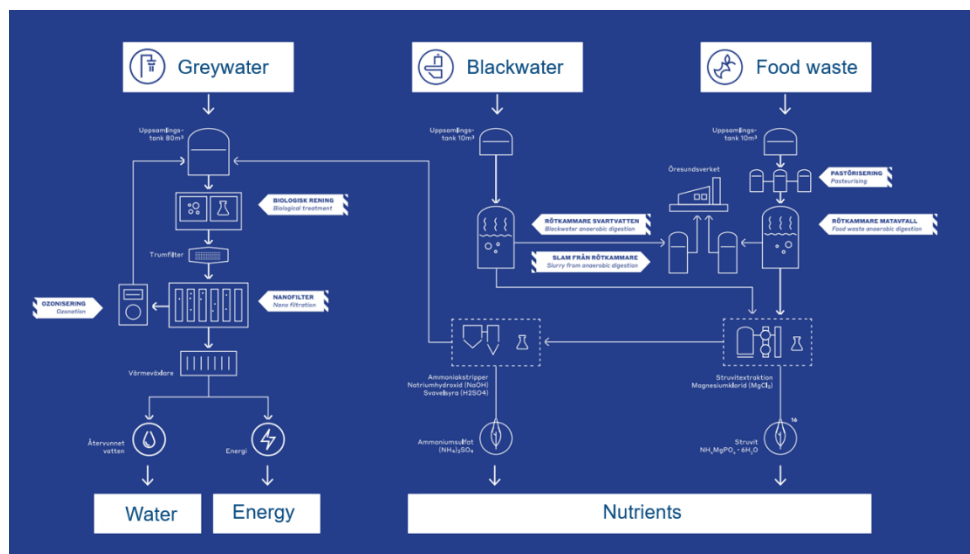 Greywater
Blackwater
Food waste
Uppsamlings-
tank 80m³
Uppsamlings-
tank 10m³
Uppsamlings-
tank 10m³
Öresundsverket
PASTÖRISERING
Pasteurising
BIOLOGISK RENING
Biological treatment
RÖTKAMMARE SVARTVATTEN
Blackwater anaerobic digestion
RÖTKAMMARE MATAVFALL
Food waste anaerobic digestion
Trumfilter
SLAM FRÅN RÖTKAMMARE
Slurry from anaerobic digestion
OZONISERING
Ozonation
NANOFILTER
Nano filtration
Värmeväxlare
Ammoniakstripper
Natriumhydroxid (NaOH)
Svavelsyra (H2SO4)
Struvitextraktion
Magnesiumklorid (MgCl₂)
Återvunnet
vatten
Energi
Ammoniumsulfat
(NH₄)₂SO₄
Struvit
NH₄MgPO₄ · 6H₂O
16
Water
Energy
Nutrients